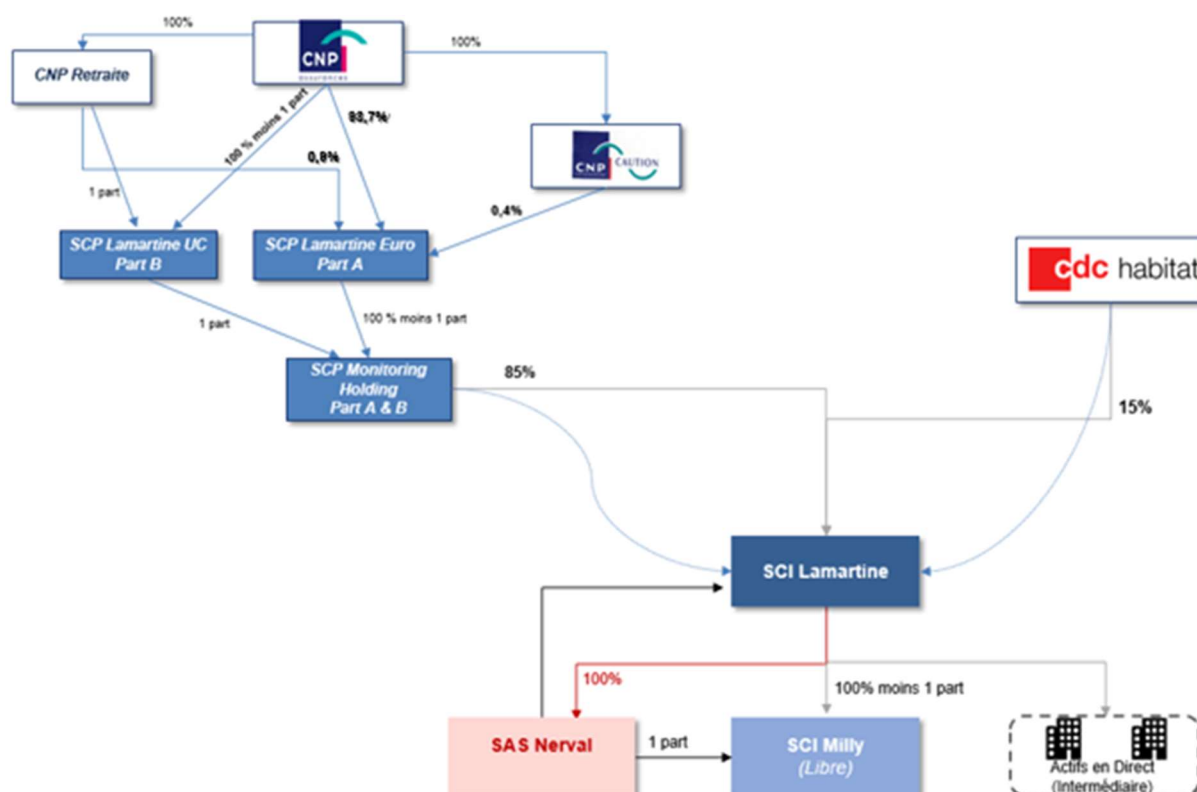 100%
CNP
assurances
100%
CNP Retraite
100 % moins 1 part
0,9%
CNP CAUTION
1 part
0,4%
SCP Lamartine UC
Part B
SCP Lamartine Euro
Part A
cdc habitat
1 part
100 % moins 1 part
SCP Monitoring
Holding
Part A & B
85%
15%
SCI Lamartine
100%
100% moins 1 part
SAS Nerval
1 part
SCI Milly
(Libre)
Actifs en Direct
(Intermédiaire)